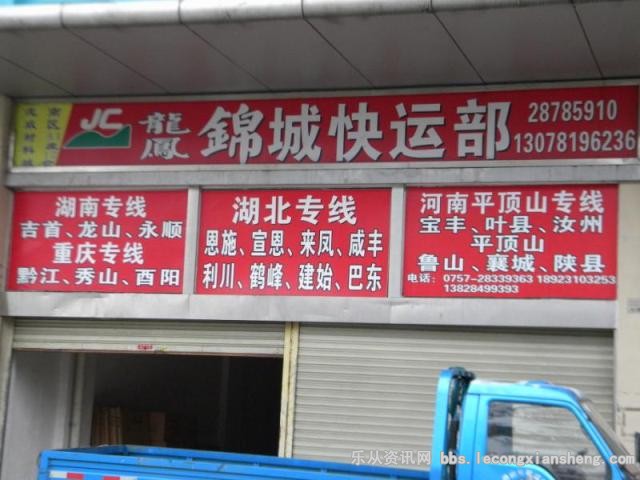 JC
龍鳳
錦城快运部
28785910
13078196236
湖南专线
吉首、龙山、永顺
重庆专线
黔江、秀山、酉阳
湖北专线
恩施、宣恩、来凤、咸丰
利川、鹤峰、建始、巴东
河南平顶山专线
宝丰、叶县、汝州
平顶山
鲁山、襄城、陕县
电话：0757-28339363 18923103253
13828499393
乐从资讯网 bbs.lecongxiansheng.com